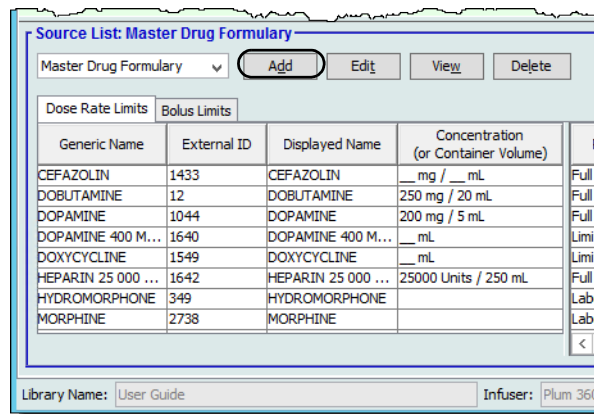 Source List: Master Drug Formulary
Master Drug Formulary Add Edit View Delete
Dose Rate Limits Bolus Limits
Generic Name External ID Displayed Name Concentration
(or Container Volume)
CEFAZOLIN 1433 CEFAZOLIN __ mg / __ mL Full
DOBUTAMINE 12 DOBUTAMINE 250 mg / 20 mL Full
DOPAMINE 1044 DOPAMINE 200 mg / 5 mL Full
DOPAMINE 400 M... 1640 DOPAMINE 400 M... __ mL Limi
DOXYCYCLINE 1549 DOXYCYCLINE __ mL Limi
HEPARIN 25 000 ... 1642 HEPARIN 25 000 ... 25000 Units / 250 mL Full
HYDROMORPHONE 349 HYDROMORPHONE Lab
MORPHINE 2738 MORPHINE Lab
Library Name: User Guide Infuser: Plum 360